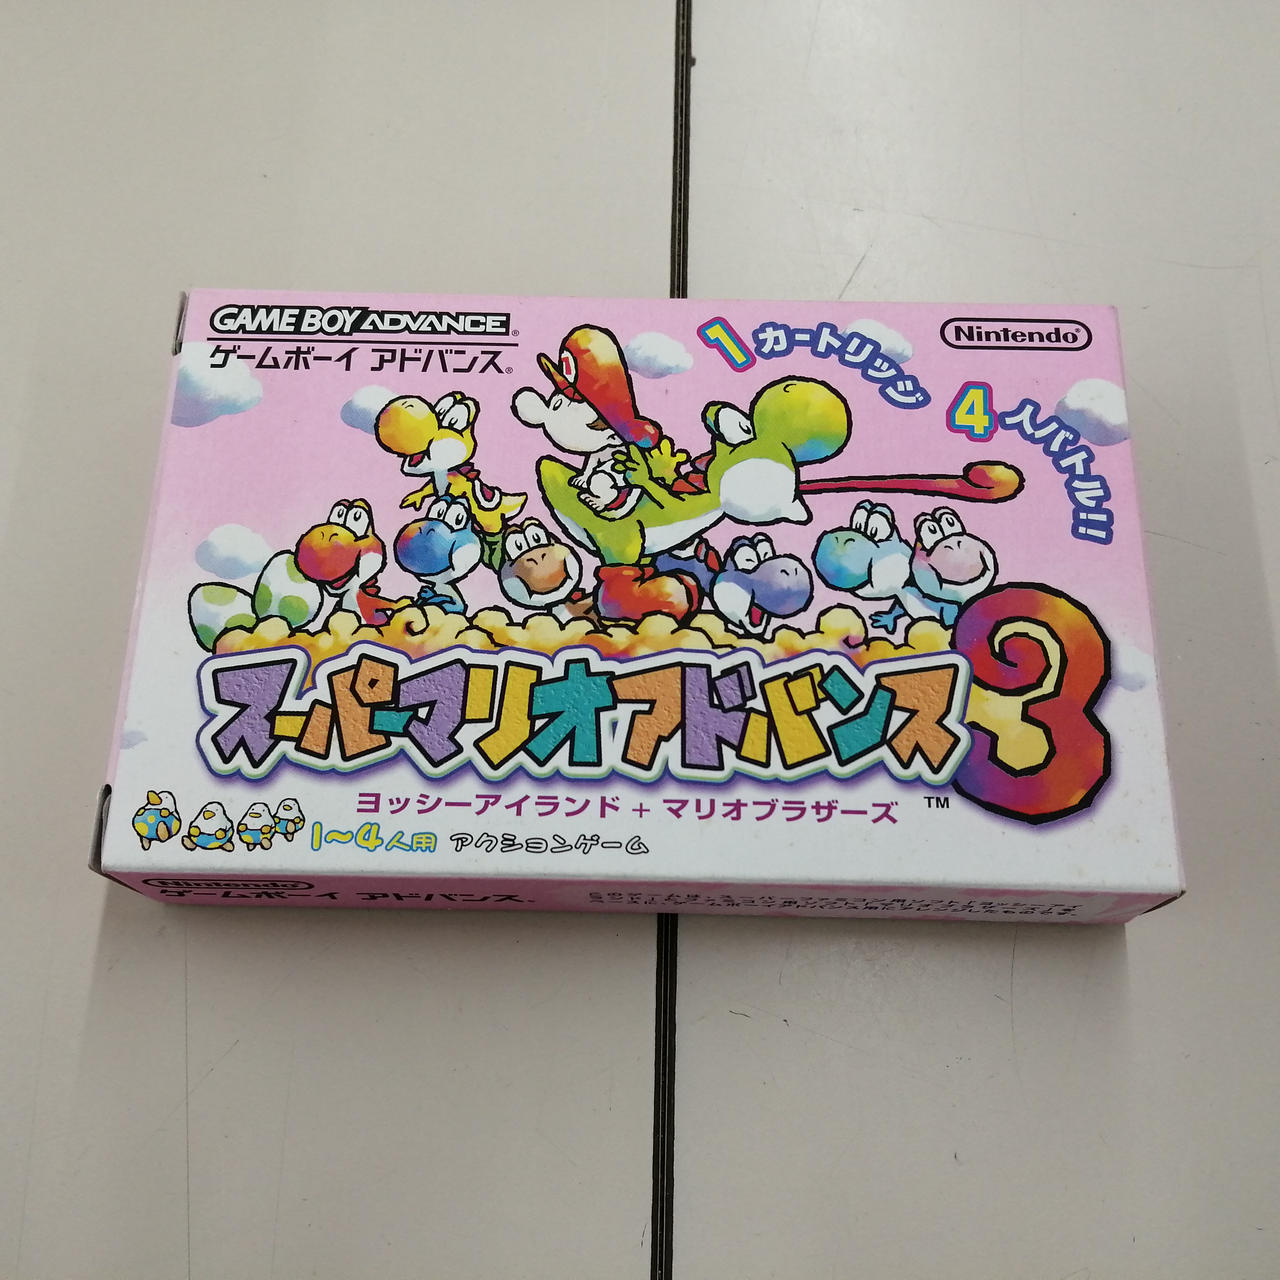 GAME BOY ADVANCE®
ゲームボーイ アドバンス®
Nintendo®
1カートリッジ
4人バトル!!
スーパーマリオアドバンス3
ヨッシーアイランド + マリオブラザーズ ™
1~4人用 アクションゲーム
Nintendo
ゲームボーイ アドバンス